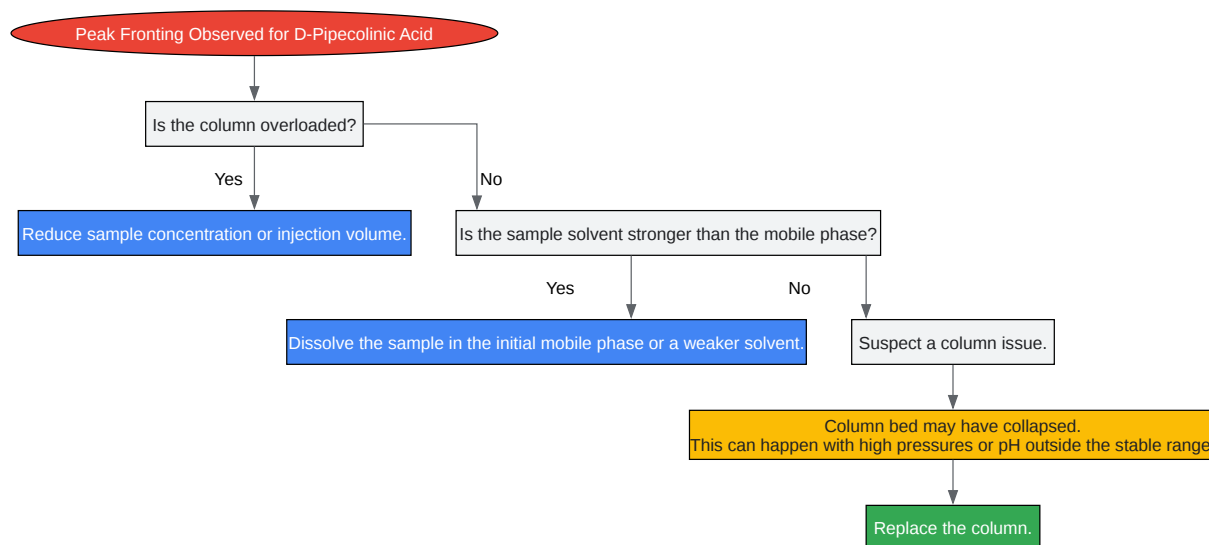 Peak Fronting Observed for D-Pipecolinic Acid
Is the column overloaded?
Yes
No
Reduce sample concentration or injection volume.
Is the sample solvent stronger than the mobile phase?
Yes
No
Dissolve the sample in the initial mobile phase or a weaker solvent.
Suspect a column issue.
Column bed may have collapsed.
This can happen with high pressures or pH outside the stable range
Replace the column.